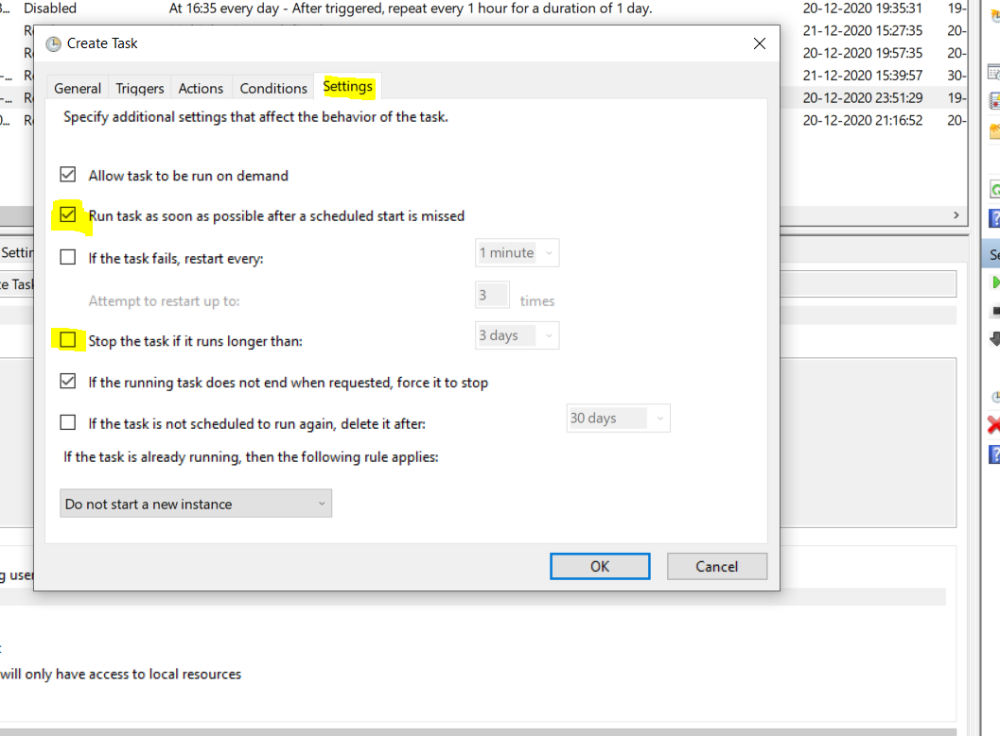 Disabled At 16:35 every day - After triggered, repeat every 1 hour for a duration of 1 day. 20-12-2020 19:35:31 19-
21-12-2020 15:27:35 20-
Create Task
20-12-2020 19:57:35 20-
21-12-2020 15:39:57 30-
General Triggers Actions Conditions Settings
20-12-2020 23:51:29 19-
Specify additional settings that affect the behavior of the task.
20-12-2020 21:16:52 20-
Allow task to be run on demand
Run task as soon as possible after a scheduled start is missed
If the task fails, restart every: 1 minute
Attempt to restart up to: 3 times
Stop the task if it runs longer than: 3 days
If the running task does not end when requested, force it to stop
If the task is not scheduled to run again, delete it after: 30 days
If the task is already running, then the following rule applies:
Do not start a new instance
OK Cancel
will only have access to local resources